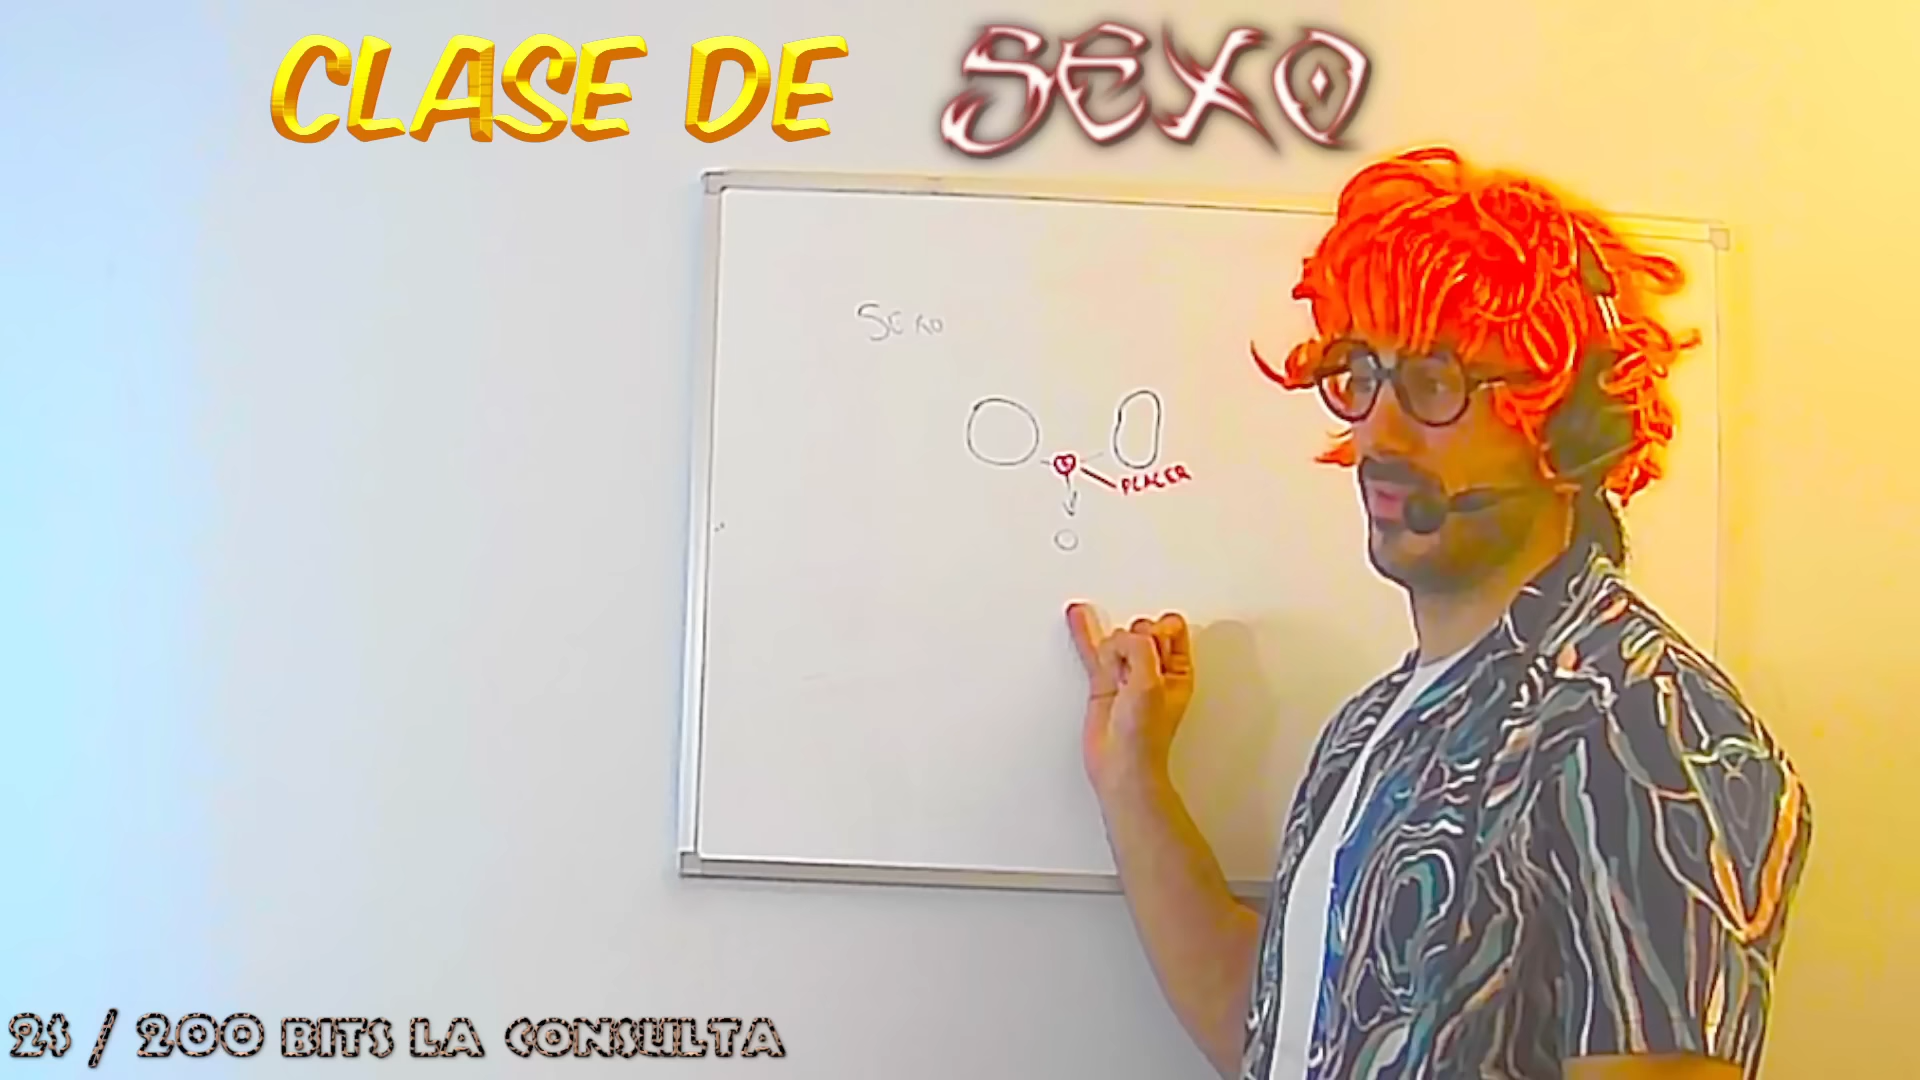 CLASE DE SEXO
SEXO
PLACER
2$ / 200 BITS LA CONSULTA